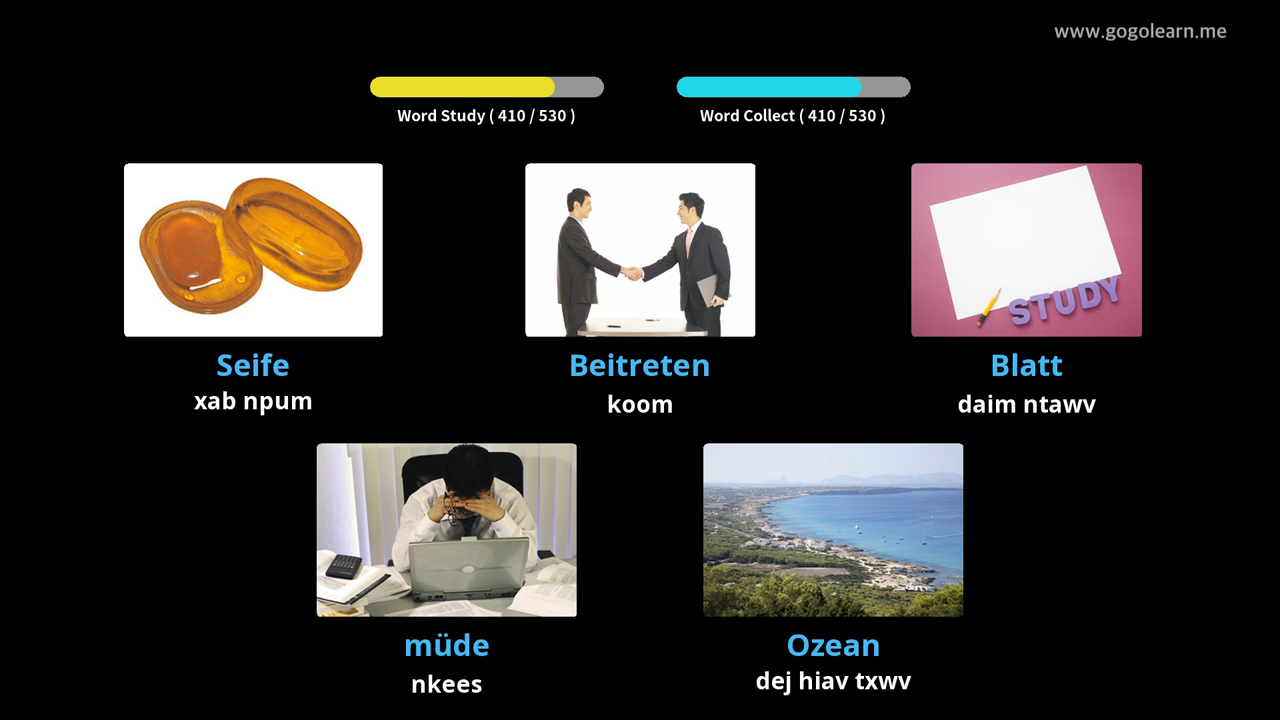 www.gogolearn.me
Word Study ( 410 / 530 )
Word Collect ( 410 / 530 )
STUDY
Seife
xab npum
Beitreten
koom
Blatt
daim ntawv
müde
nkees
Ozean
dej hiav txwv